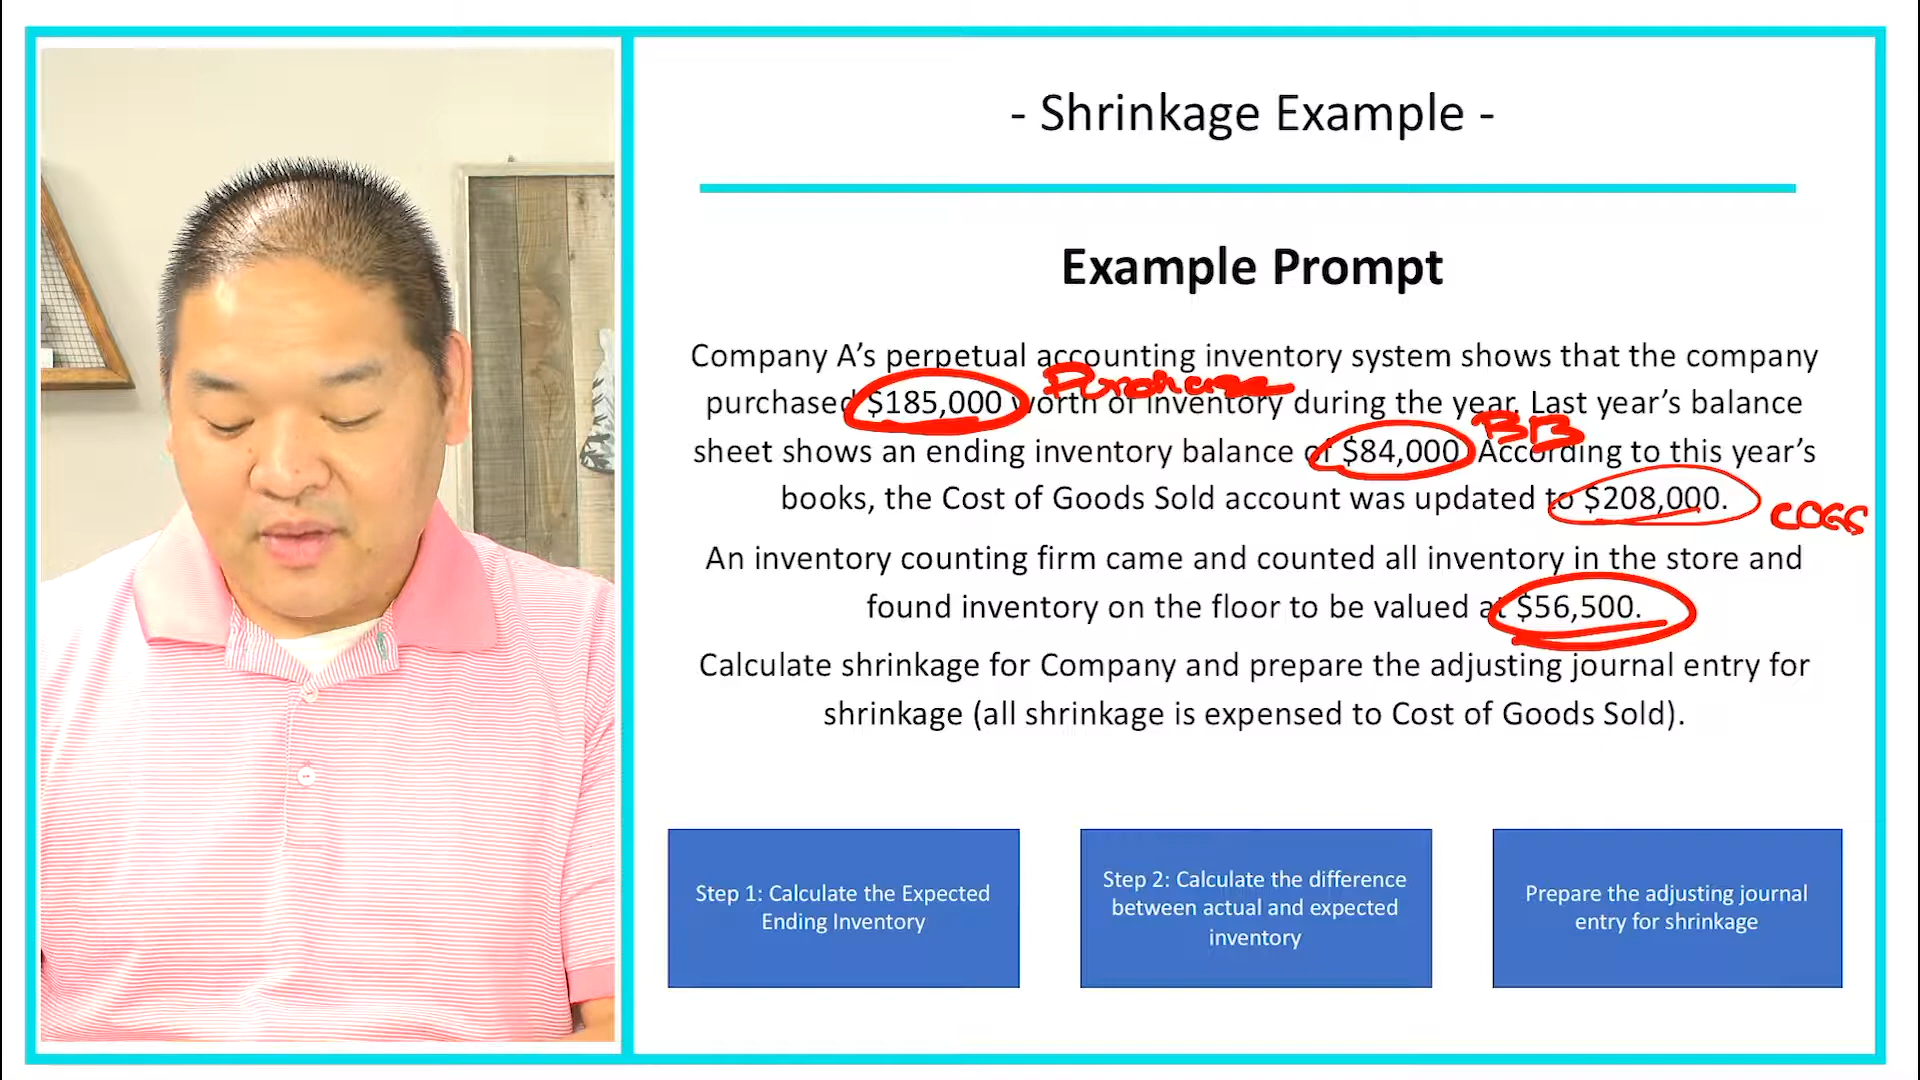 - Shrinkage Example -
Example Prompt
Company A's perpetual accounting inventory system shows that the company
Purchase
purchased $185,000 worth of inventory during the year. Last year's balance
BB
sheet shows an ending inventory balance of $84,000 According to this year's
books, the Cost of Goods Sold account was updated to $208,000.
COGS
An inventory counting firm came and counted all inventory in the store and
found inventory on the floor to be valued at $56,500.
Calculate shrinkage for Company and prepare the adjusting journal entry for
shrinkage (all shrinkage is expensed to Cost of Goods Sold).
Step 1: Calculate the Expected
Ending Inventory
Step 2: Calculate the difference
between actual and expected
inventory
Prepare the adjusting journal
entry for shrinkage